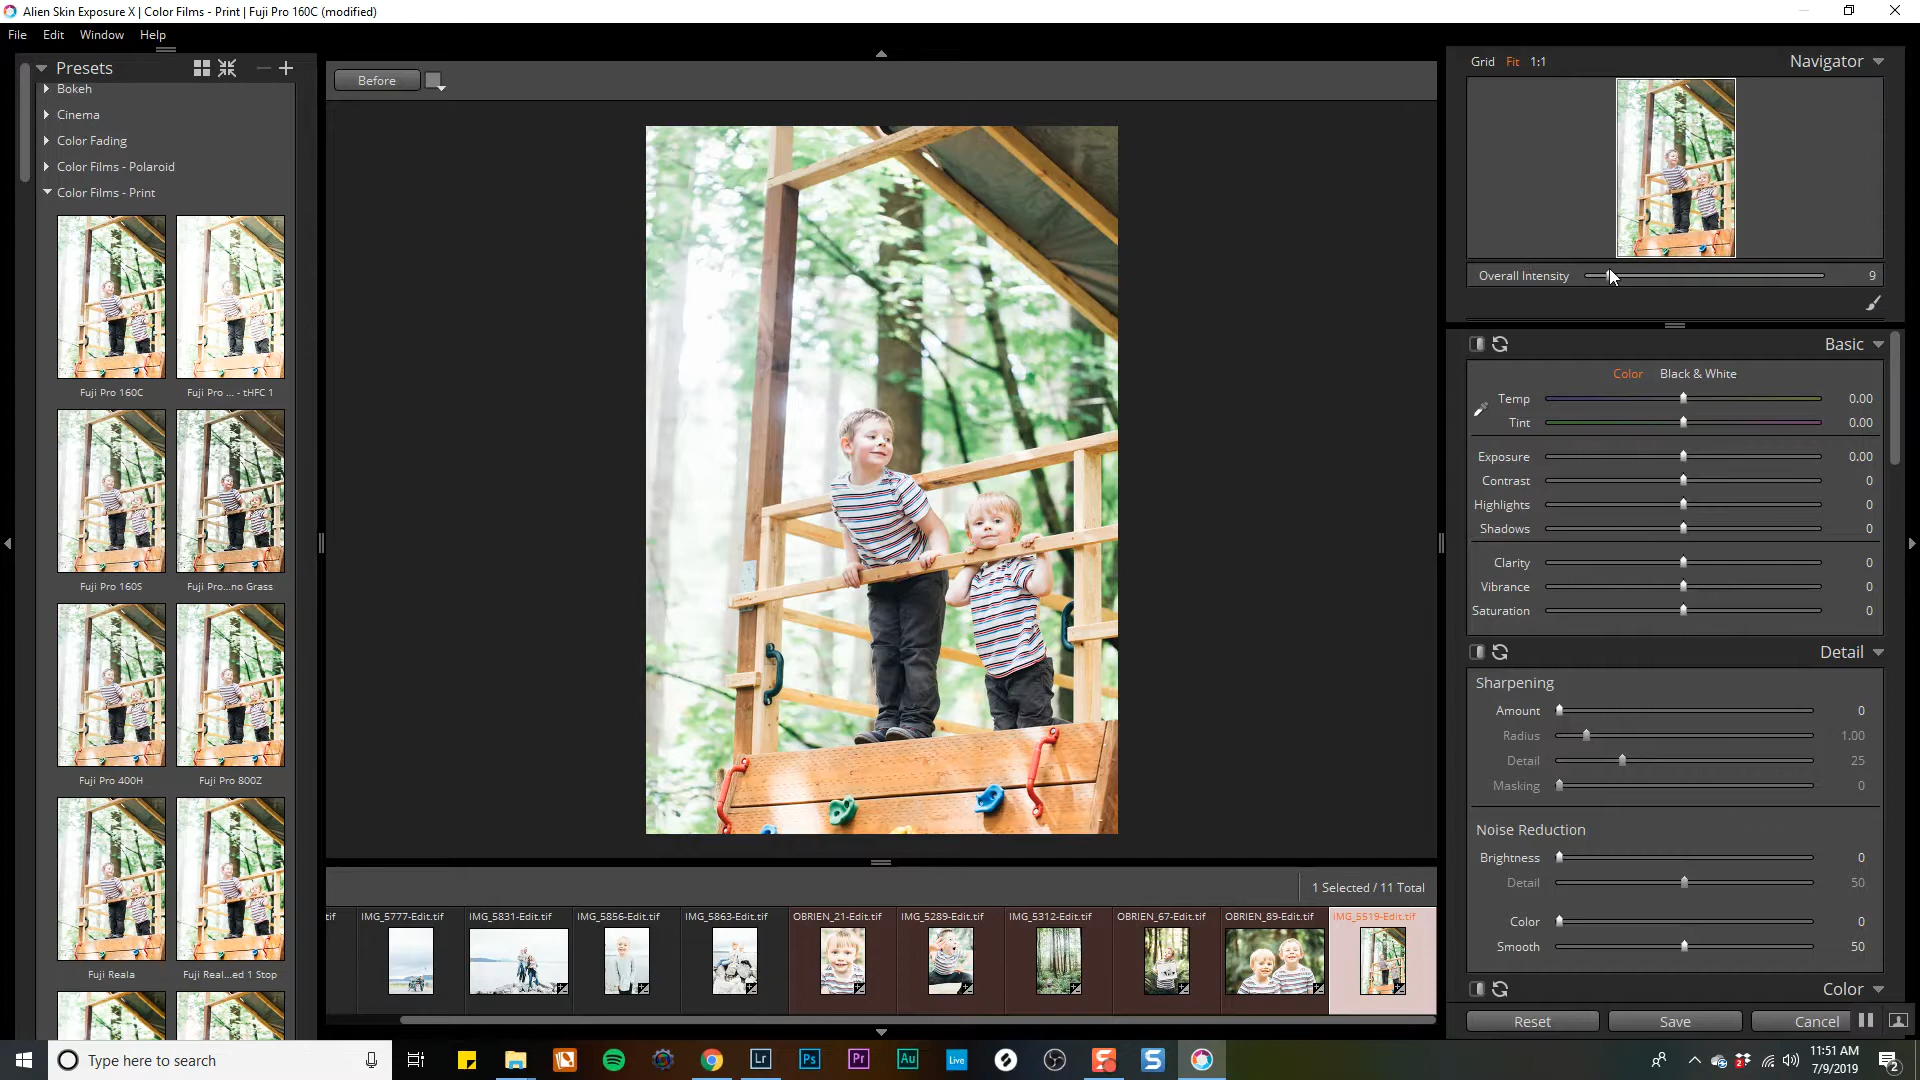 Alien Skin Exposure X | Color Films - Print | Fuji Pro 160C (modified)
File Edit Window Help
Presets
Bokeh
Cinema
Color Fading
Color Films - Polaroid
Color Films - Print
Fuji Pro 160C
Fuji Pro ... - tHFC 1
Fuji Pro 160S
Fuji Pro...no Grass
Fuji Pro 400H
Fuji Pro 800Z
Fuji Reala
Fuji Real...ed 1 Stop
Before
1 Selected / 11 Total
tif
IMG_5777-Edit.tif
IMG_5831-Edit.tif
IMG_5856-Edit.tif
IMG_5863-Edit.tif
OBRIEN_21-Edit.tif
IMG_5289-Edit.tif
IMG_5312-Edit.tif
OBRIEN_67-Edit.tif
OBRIEN_89-Edit.tif
IMG_5519-Edit.tif
Grid Fit 1:1 Navigator
Overall Intensity 9
Basic
Color Black & White
Temp 0.00
Tint 0.00
Exposure 0.00
Contrast 0
Highlights 0
Shadows 0
Clarity 0
Vibrance 0
Saturation 0
Detail
Sharpening
Amount 0
Radius 1.00
Detail 25
Masking 0
Noise Reduction
Brightness 0
Detail 50
Color 0
Smooth 50
Color
Reset Save Cancel
Type here to search
Lr Ps Pr Au Live
11:51 AM
7/9/2019
2